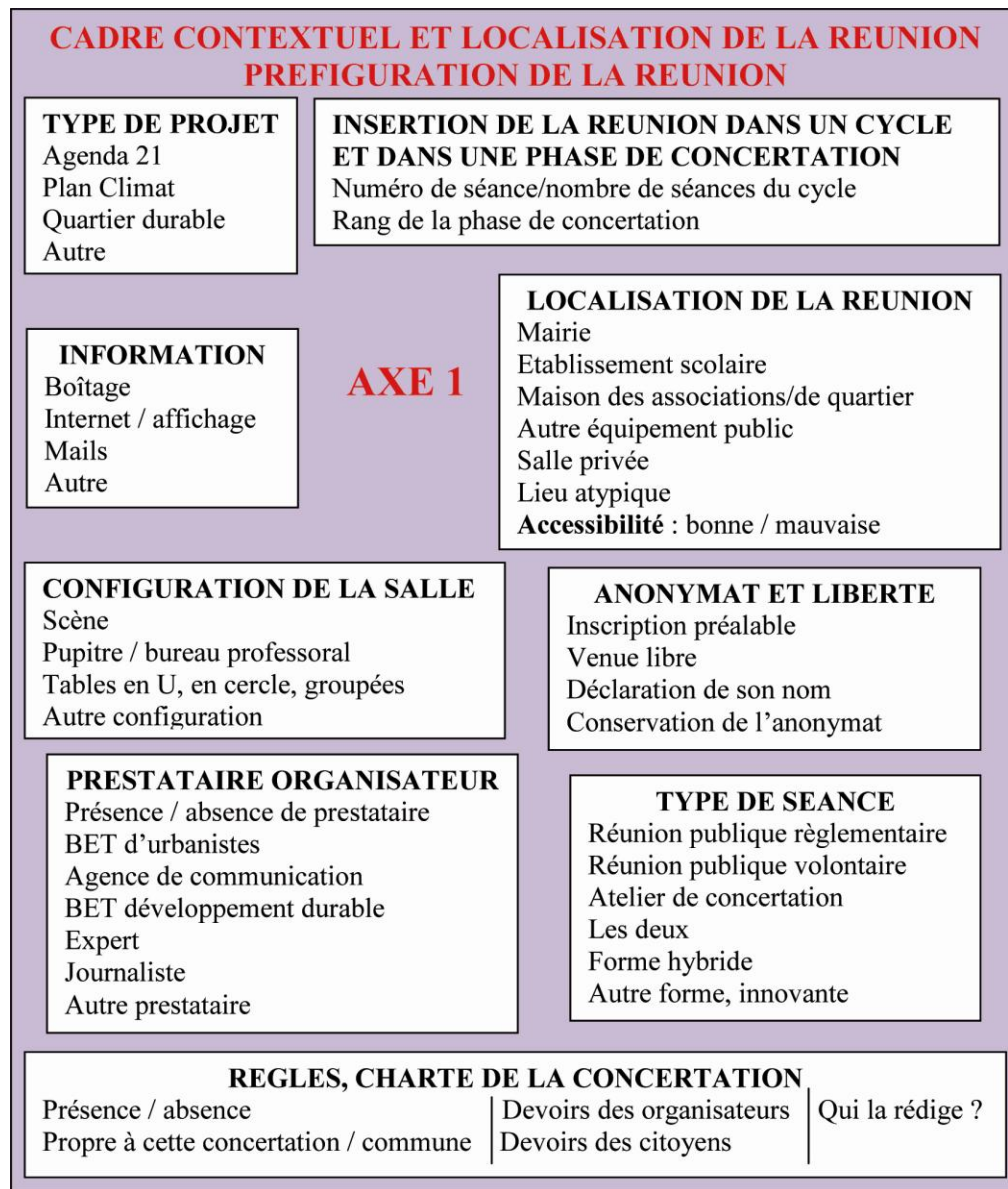 CADRE CONTEXTUEL ET LOCALISATION DE LA REUNION
PREFIGURATION DE LA REUNION
TYPE DE PROJET
Agenda 21
Plan Climat
Quartier durable
Autre
INSERTION DE LA REUNION DANS UN CYCLE
ET DANS UNE PHASE DE CONCERTATION
Numéro de séance/nombre de séances du cycle
Rang de la phase de concertation
LOCALISATION DE LA REUNION
Mairie
Etablissement scolaire
Maison des associations/de quartier
Autre équipement public
Salle privée
Lieu atypique
Accessibilité : bonne / mauvaise
INFORMATION
Boîtage
Internet / affichage
Mails
Autre
AXE 1
CONFIGURATION DE LA SALLE
Scène
Pupitre / bureau professoral
Tables en U, en cercle, groupées
Autre configuration
ANONYMAT ET LIBERTE
Inscription préalable
Venue libre
Déclaration de son nom
Conservation de l'anonymat
PRESTATAIRE ORGANISATEUR
Présence / absence de prestataire
BET d'urbanistes
Agence de communication
BET développement durable
Expert
Journaliste
Autre prestataire
TYPE DE SEANCE
Réunion publique règlementaire
Réunion publique volontaire
Atelier de concertation
Les deux
Forme hybride
Autre forme, innovante
REGLES, CHARTE DE LA CONCERTATION
Présence / absence
Propre à cette concertation / commune
Devoirs des organisateurs
Devoirs des citoyens
Qui la rédige ?